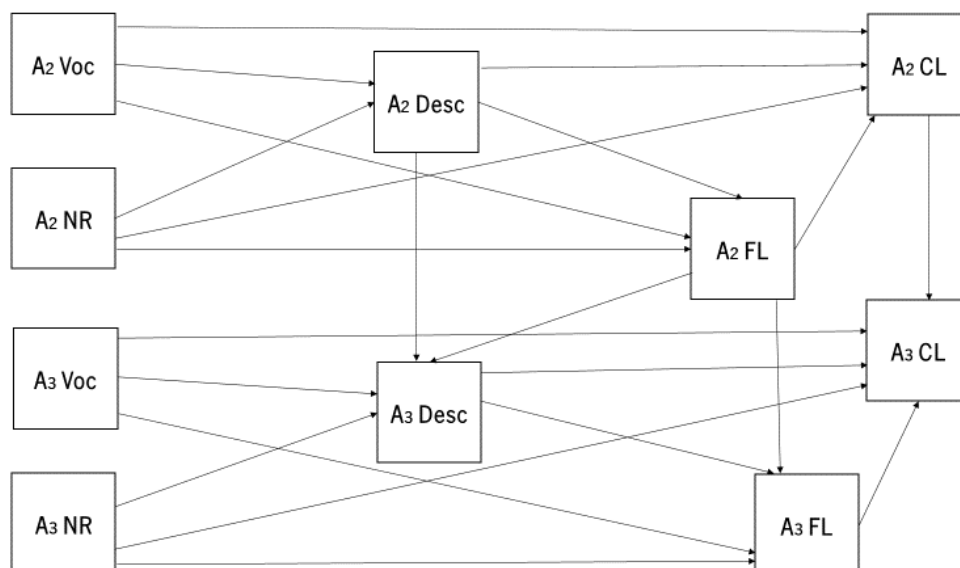 A2 Voc
A2 Desc
A2 CL
A2 NR
A2 FL
A3 Voc
A3 CL
A3 Desc
A3 NR
A3 FL